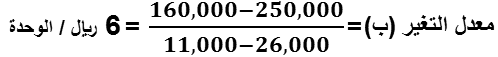 معدل التغير (ب) = 160,000−250,000 / 11,000−26,000 = 6 ريال / الوحدة